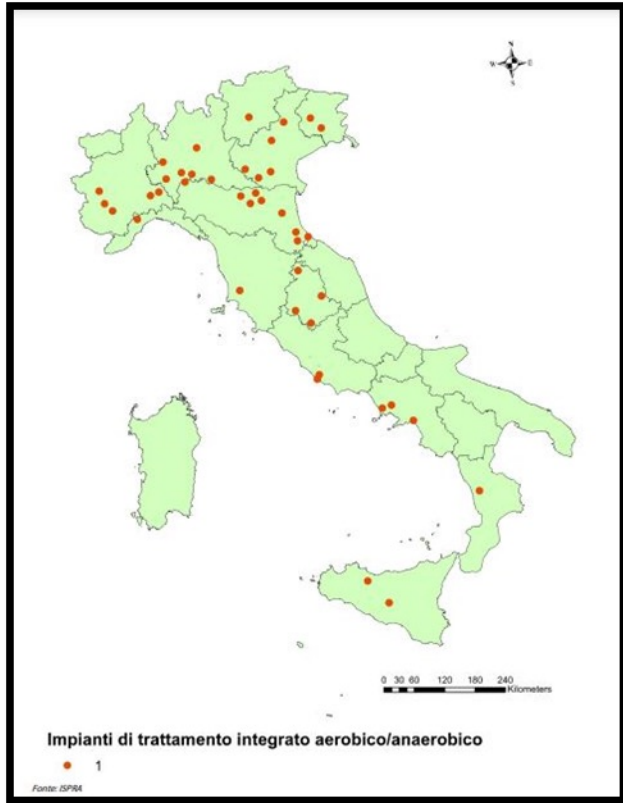 N
W E
S
0 30 60 120 180 240
Kilometers
Impianti di trattamento integrato aerobico/anaerobico
1
Fonte: ISPRA